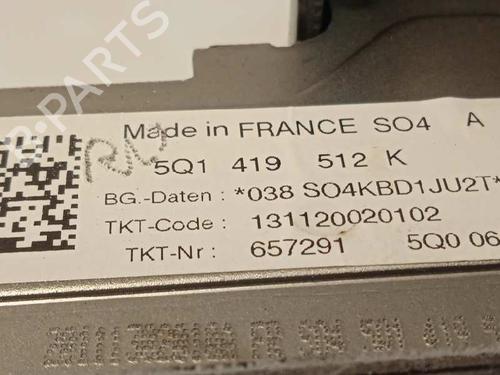 B-PARTS
Made in FRANCE SO4 A
5Q1 419 512 K
BG.-Daten : *038 SO4KBD1JU2T*
TKT-Code : 131120020102
TKT-Nr : 657291 5Q0 06